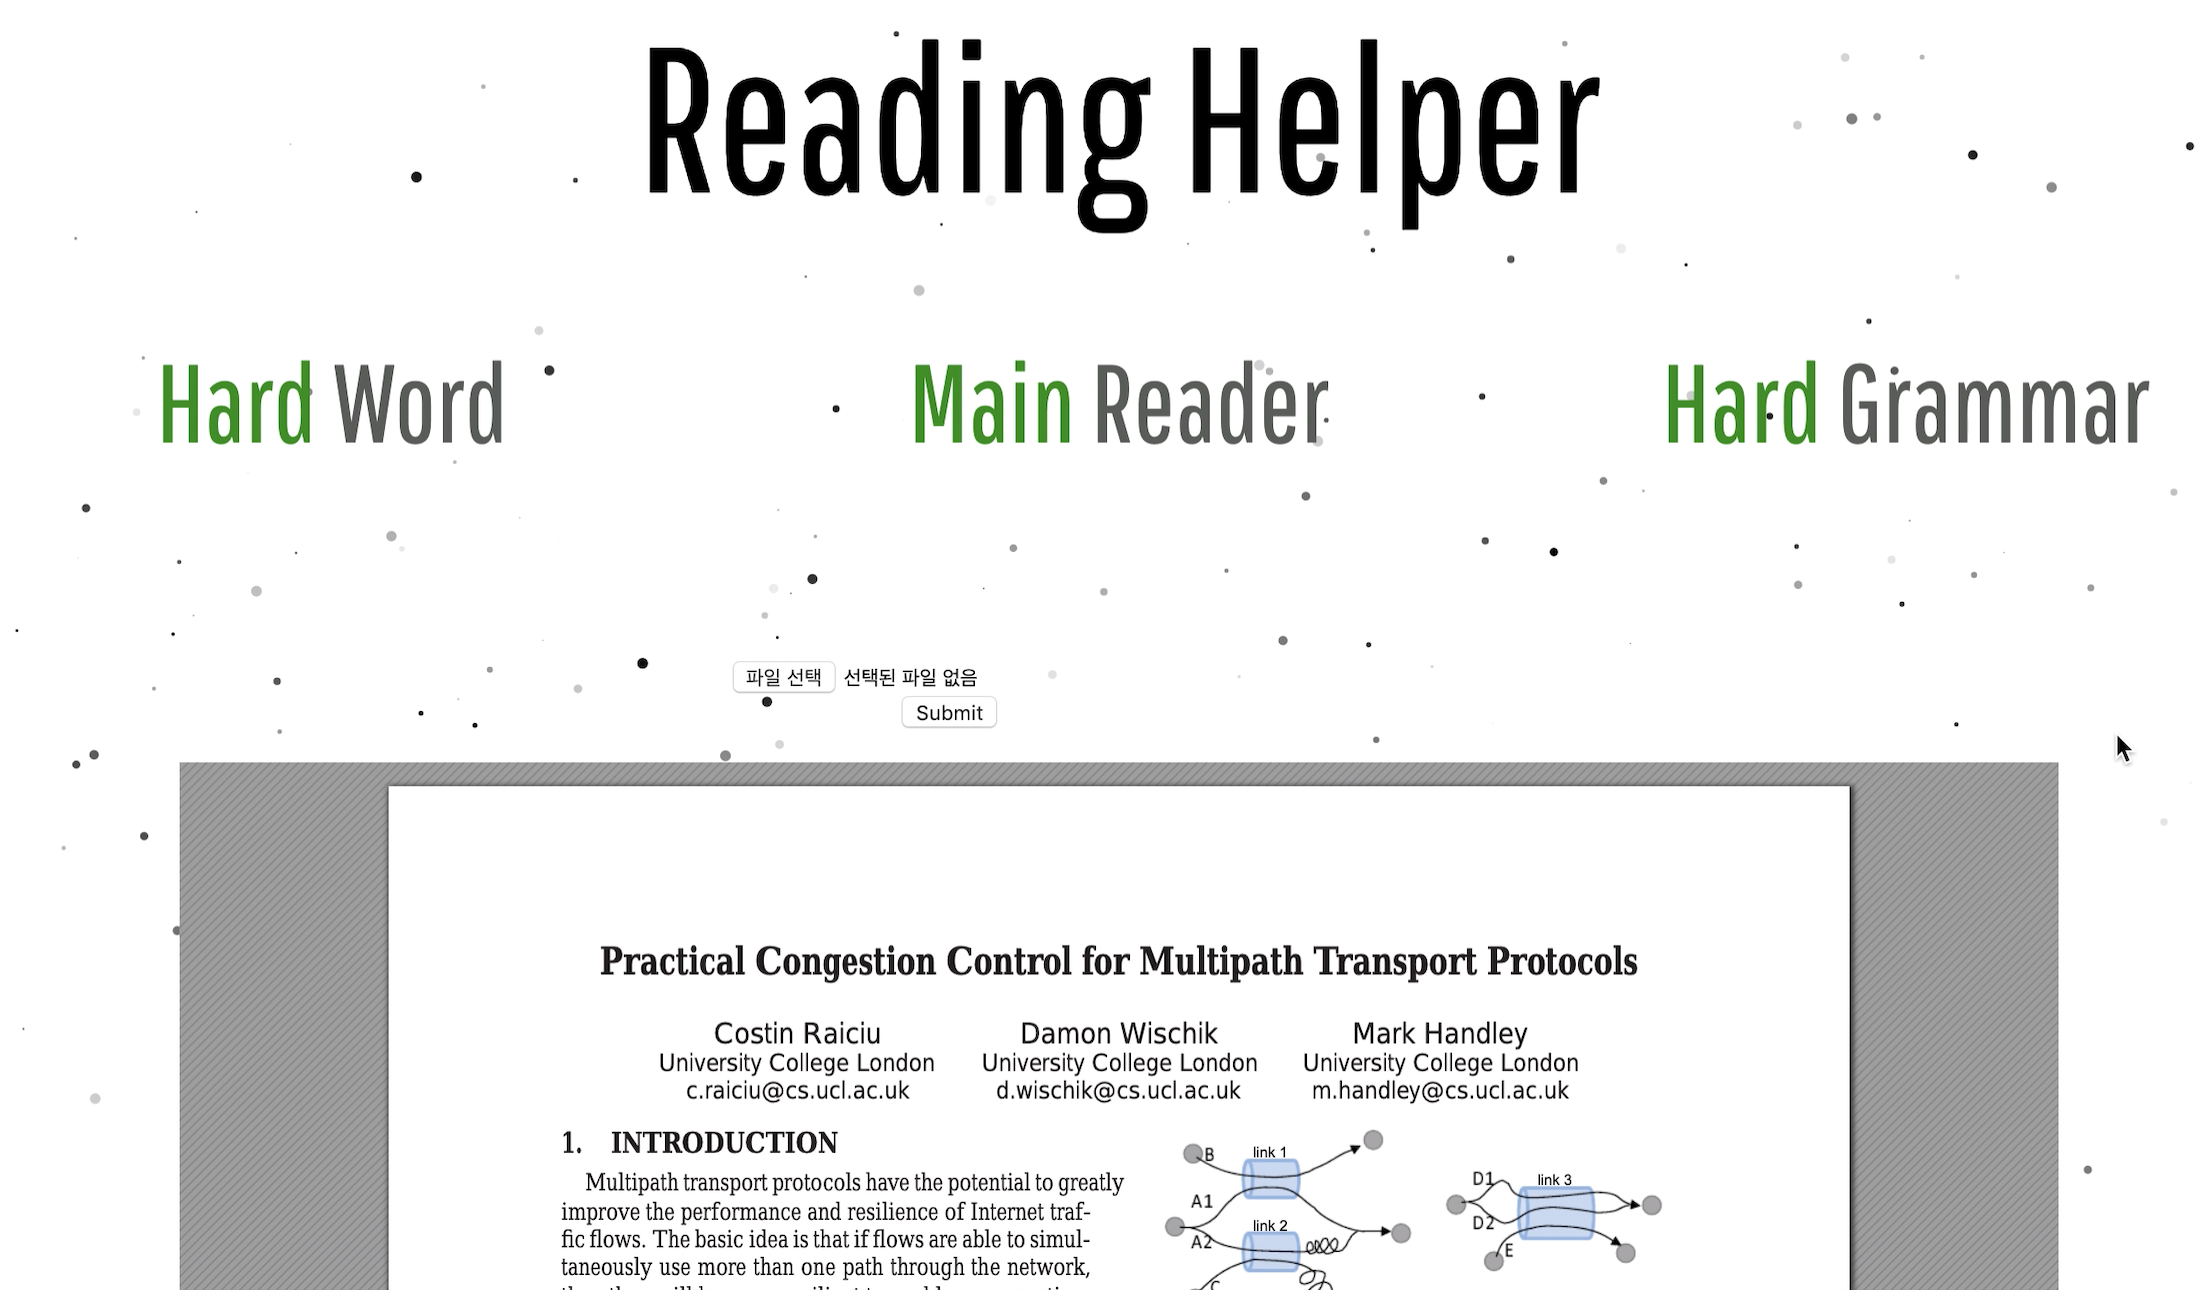 Reading Helper
Hard Word
Main Reader
Hard Grammar
파일 선택 선택된 파일 없음
Submit
Practical Congestion Control for Multipath Transport Protocols
Costin Raiciu
University College London
c.raiciu@cs.ucl.ac.uk
Damon Wischik
University College London
d.wischik@cs.ucl.ac.uk
Mark Handley
University College London
m.handley@cs.ucl.ac.uk
1. INTRODUCTION
Multipath transport protocols have the potential to greatly
improve the performance and resilience of Internet traf-
fic flows. The basic idea is that if flows are able to simul-
taneously use more than one path through the network,
B
link 1
A1
link 2
A2
C
D1
link 3
D2
E